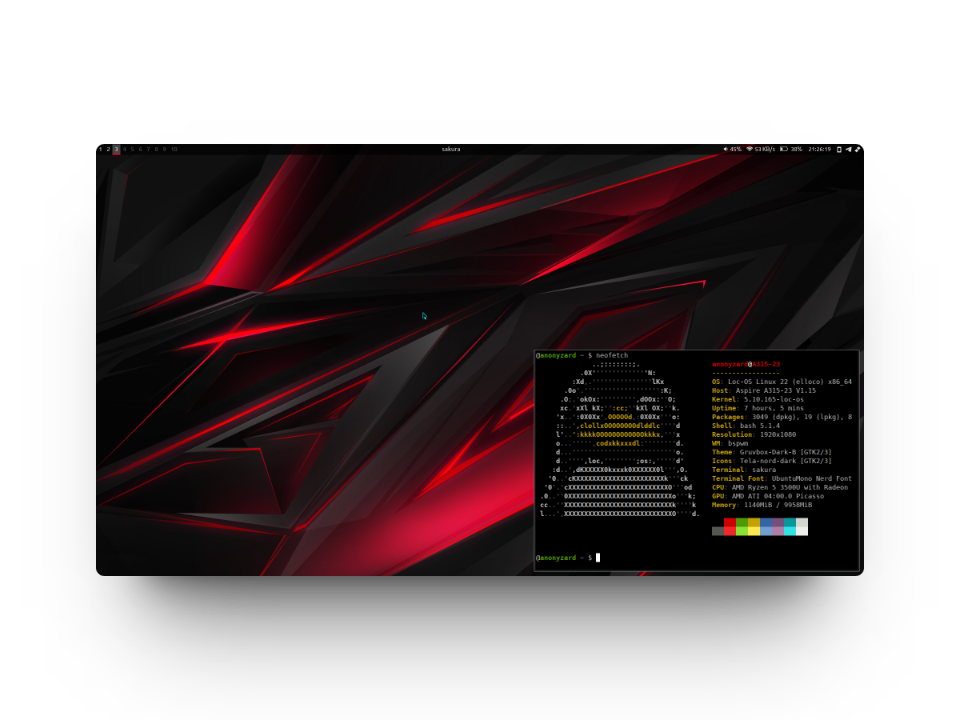 1 2 3 4 5 6 7 8 9 10
sakura
45% 53 KB/s 38% 21:26:19
@anonyzard ~ $ neofetch
anonyzard@A315-23
-----------------
OS: Loc-OS Linux 22 (elloco) x86_64
Host: Aspire A315-23 V1.15
Kernel: 5.10.165-loc-os
Uptime: 7 hours, 5 mins
Packages: 3049 (dpkg), 19 (lpkg), 8
Shell: bash 5.1.4
Resolution: 1920x1080
WM: bspwm
Theme: Gruvbox-Dark-B [GTK2/3]
Icons: Tela-nord-dark [GTK2/3]
Terminal: sakura
Terminal Font: UbuntuMono Nerd Font
CPU: AMD Ryzen 5 3500U with Radeon
GPU: AMD ATI 04:00.0 Picasso
Memory: 1140MiB / 9958MiB
@anonyzard ~ $